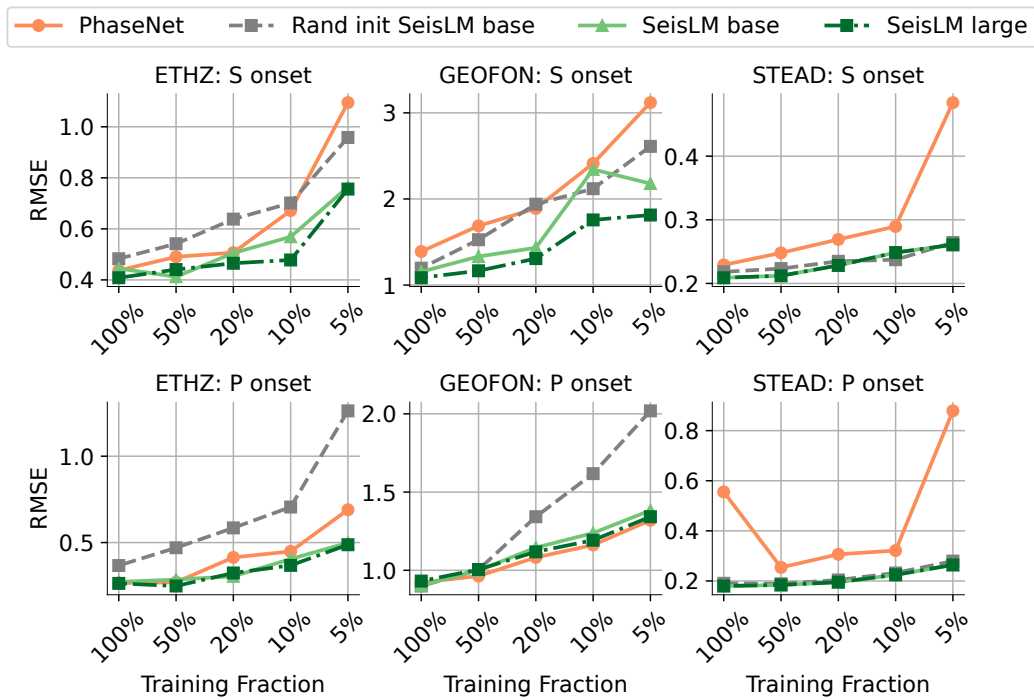 PhaseNet Rand init SeisLM base SeisLM base SeisLM large
ETHZ: S onset GEOFON: S onset STEAD: S onset
RMSE
1.0
0.8
0.6
0.4
3
2
1
0.4
0.3
0.2
100% 50% 20% 10% 5% 100% 50% 20% 10% 5% 100% 50% 20% 10% 5%
ETHZ: P onset GEOFON: P onset STEAD: P onset
RMSE
1.0
0.5
2.0
1.5
1.0
0.8
0.6
0.4
0.2
100% 50% 20% 10% 5% 100% 50% 20% 10% 5% 100% 50% 20% 10% 5%
Training Fraction Training Fraction Training Fraction